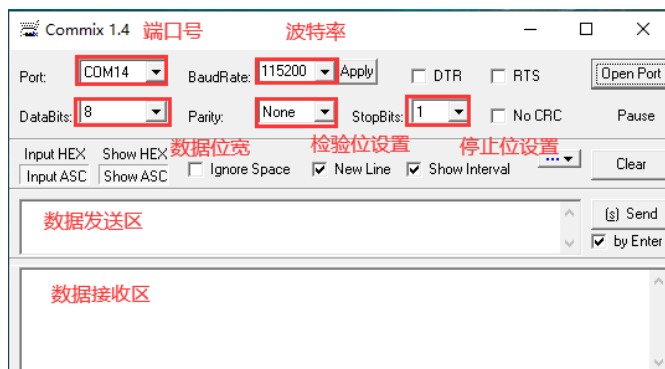 Commix 1.4 端口号 波特率
Port: COM14 BaudRate: 115200 Apply DTR RTS Open Port
DataBits: 8 Parity: None StopBits: 1 No CRC Pause
Input HEX Show HEX 数据位宽 检验位设置 停止位设置
Input ASC Show ASC Ignore Space New Line Show Interval ... Clear
数据发送区 (s) Send
by Enter
数据接收区